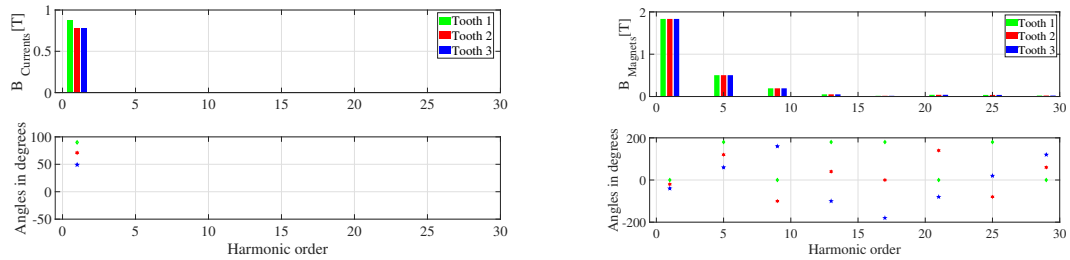 B Currents [T]
1
0.5
0
0 5 10 15 20 25 30
Tooth 1
Tooth 2
Tooth 3
Angles in degrees
100
50
0
-50
0 5 10 15 20 25 30
Harmonic order
B Magnets [T]
2
1
0
0 5 10 15 20 25 30
Tooth 1
Tooth 2
Tooth 3
Angles in degrees
200
0
-200
0 5 10 15 20 25 30
Harmonic order